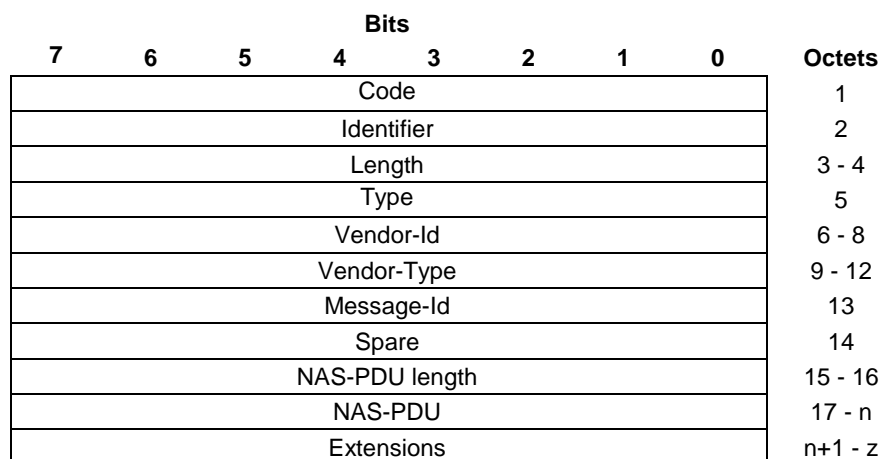 Bits
7 6 5 4 3 2 1 0 Octets
Code 1
Identifier 2
Length 3 - 4
Type 5
Vendor-Id 6 - 8
Vendor-Type 9 - 12
Message-Id 13
Spare 14
NAS-PDU length 15 - 16
NAS-PDU 17 - n
Extensions n+1 - z